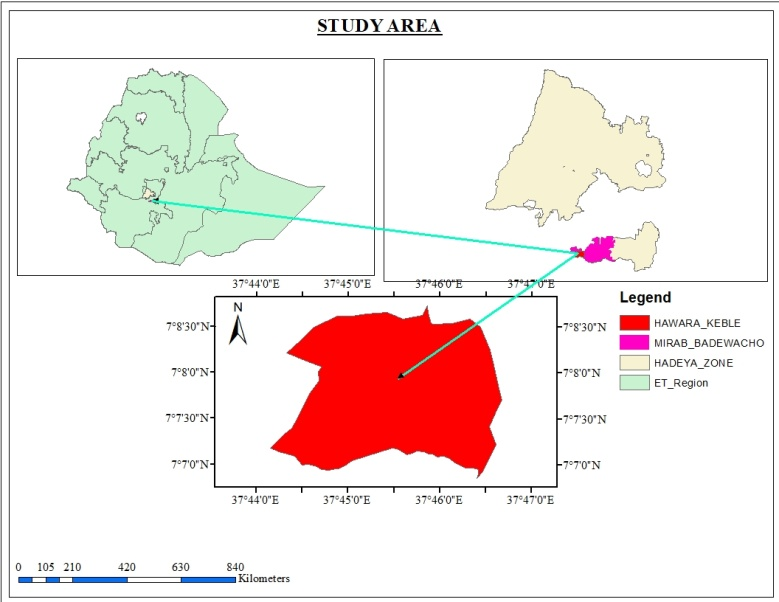 STUDY AREA
37°44'0"E 37°45'0"E 37°46'0"E 37°47'0"E
N
7°8'30"N 7°8'30"N
7°8'0"N 7°8'0"N
7°7'30"N 7°7'30"N
7°7'0"N 7°7'0"N
37°44'0"E 37°45'0"E 37°46'0"E 37°47'0"E
Legend
HAWARA_KEBLE
MIRAB_BADEWACHO
HADEYA_ZONE
ET_Region
0 105 210 420 630 840
Kilometers